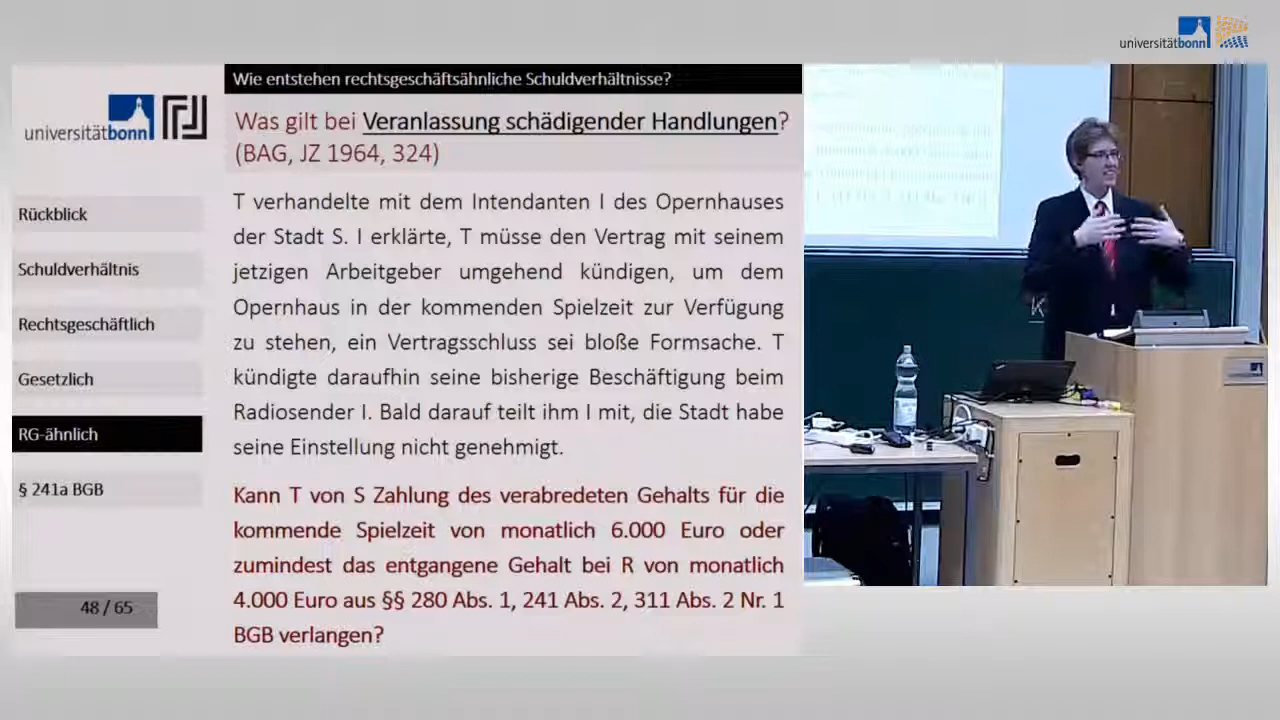 universitätbonn
Wie entstehen rechtsgeschäftsähnliche Schuldverhältnisse?
universitätbonn
Was gilt bei Veranlassung schädigender Handlungen?
(BAG, JZ 1964, 324)
Rückblick
Schuldverhältnis
Rechtsgeschäftlich
Gesetzlich
RG-ähnlich
§ 241a BGB
48 / 65
T verhandelte mit dem Intendanten I des Opernhauses
der Stadt S. I erklärte, T müsse den Vertrag mit seinem
jetzigen Arbeitgeber umgehend kündigen, um dem
Opernhaus in der kommenden Spielzeit zur Verfügung
zu stehen, ein Vertragsschluss sei bloße Formsache. T
kündigte daraufhin seine bisherige Beschäftigung beim
Radiosender I. Bald darauf teilt ihm I mit, die Stadt habe
seine Einstellung nicht genehmigt.
Kann T von S Zahlung des verabredeten Gehalts für die
kommende Spielzeit von monatlich 6.000 Euro oder
zumindest das entgangene Gehalt bei R von monatlich
4.000 Euro aus §§ 280 Abs. 1, 241 Abs. 2, 311 Abs. 2 Nr. 1
BGB verlangen?
K